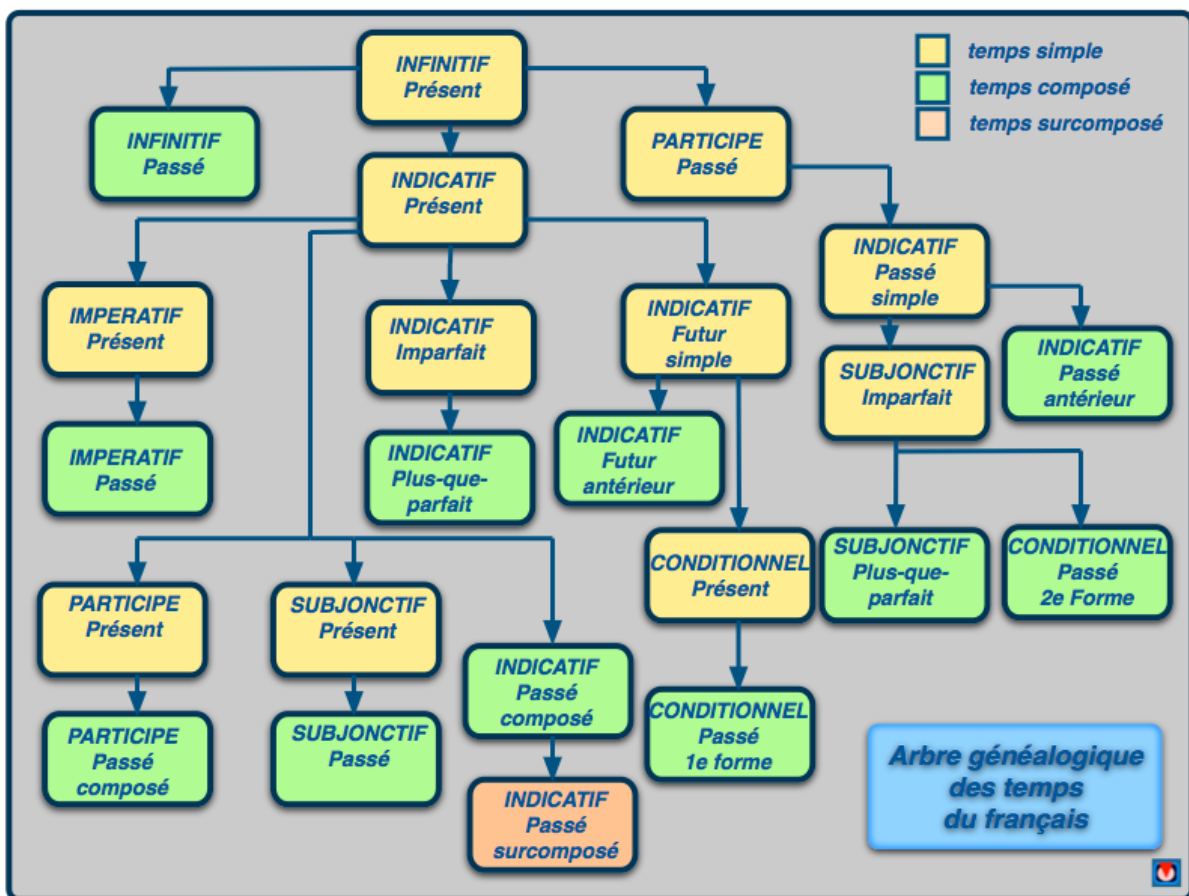 INFINITIF
Présent
temps simple
temps composé
temps surcomposé
INFINITIF
Passé
PARTICIPE
Passé
INDICATIF
Présent
INDICATIF
Passé
simple
IMPERATIF
Présent
INDICATIF
Imparfait
INDICATIF
Futur
simple
INDICATIF
Passé
antérieur
SUBJONCTIF
Imparfait
IMPERATIF
Passé
INDICATIF
Plus-que-
parfait
INDICATIF
Futur
antérieur
CONDITIONNEL
Présent
SUBJONCTIF
Plus-que-
parfait
CONDITIONNEL
Passé
2e Forme
PARTICIPE
Présent
SUBJONCTIF
Présent
INDICATIF
Passé
composé
PARTICIPE
Passé
composé
SUBJONCTIF
Passé
CONDITIONNEL
Passé
1e forme
INDICATIF
Passé
surcomposé
Arbre généalogique
des temps
du français